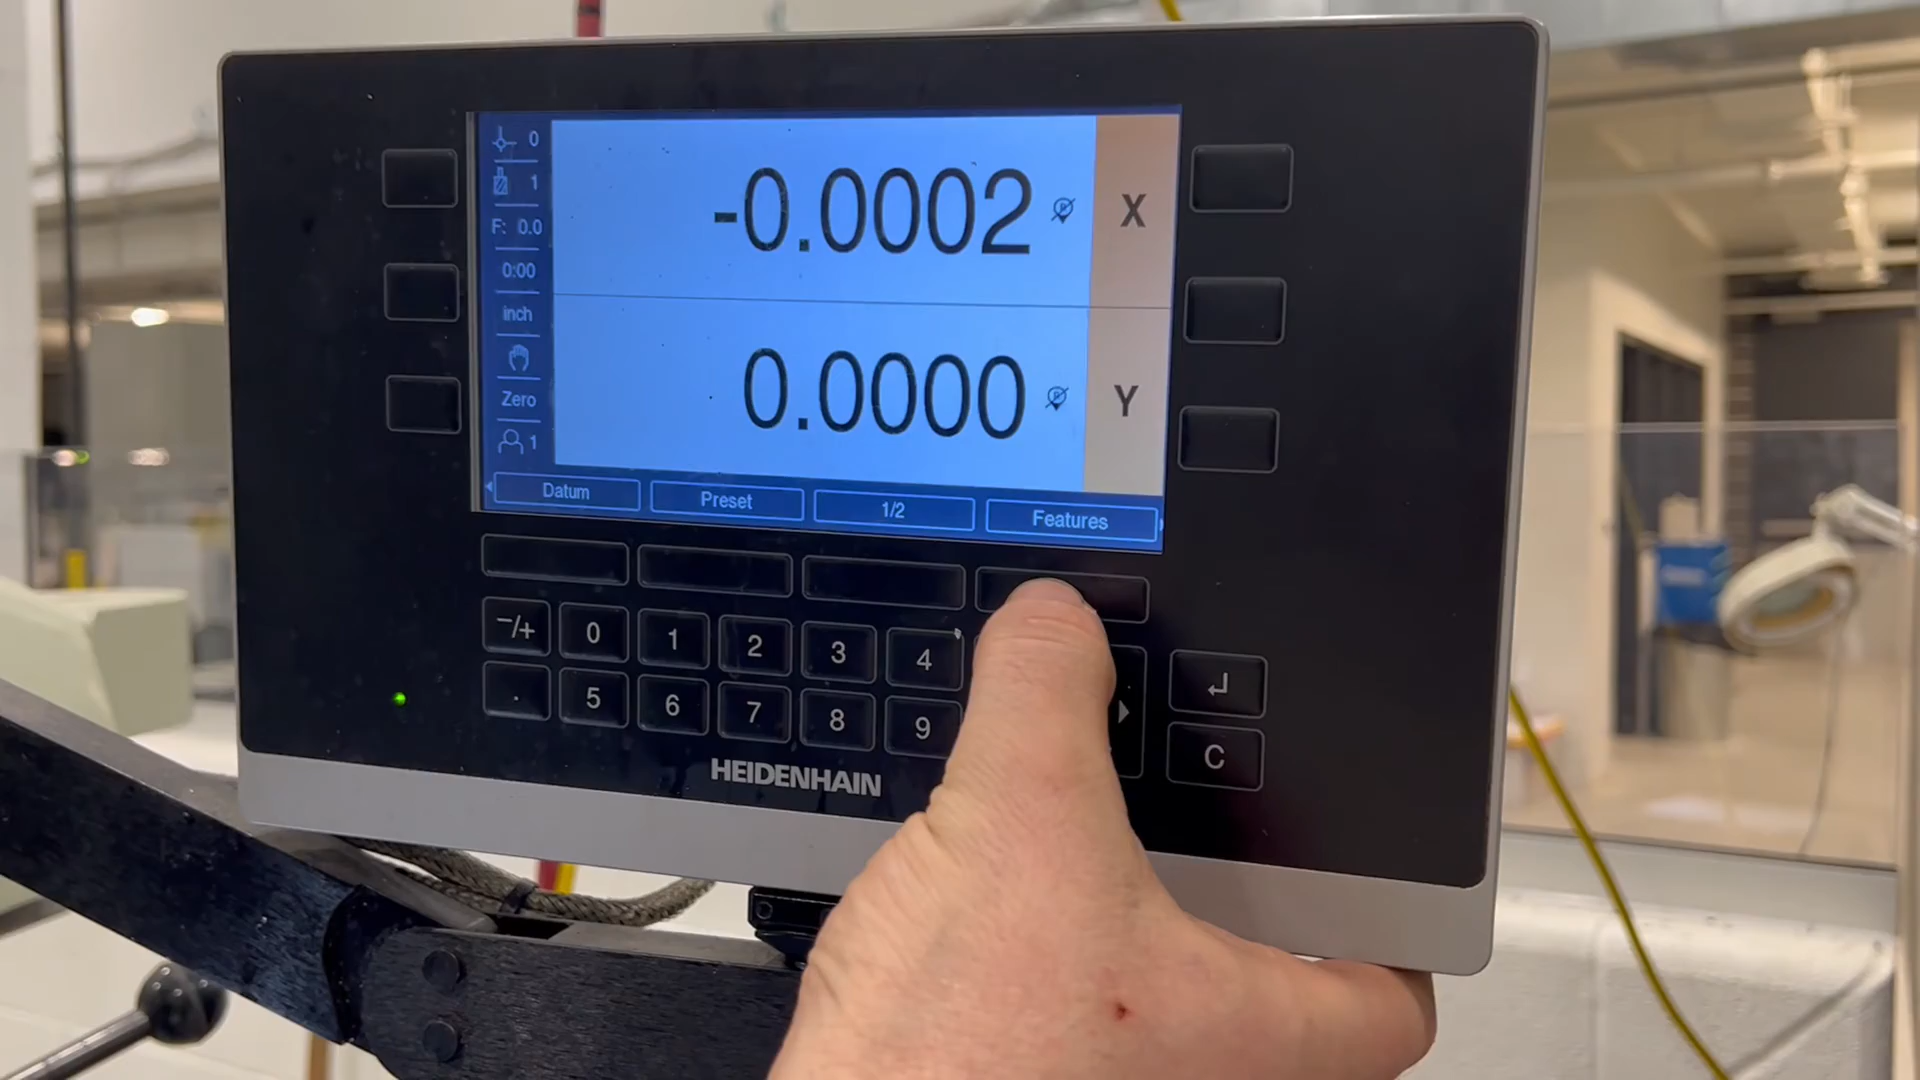 0
1
F: 0.0
0:00
inch
Zero
1
-0.0002 X
0.0000 Y
Datum Preset 1/2 Features
-/+ 0 1 2 3 4
. 5 6 7 8 9
C
HEIDENHAIN